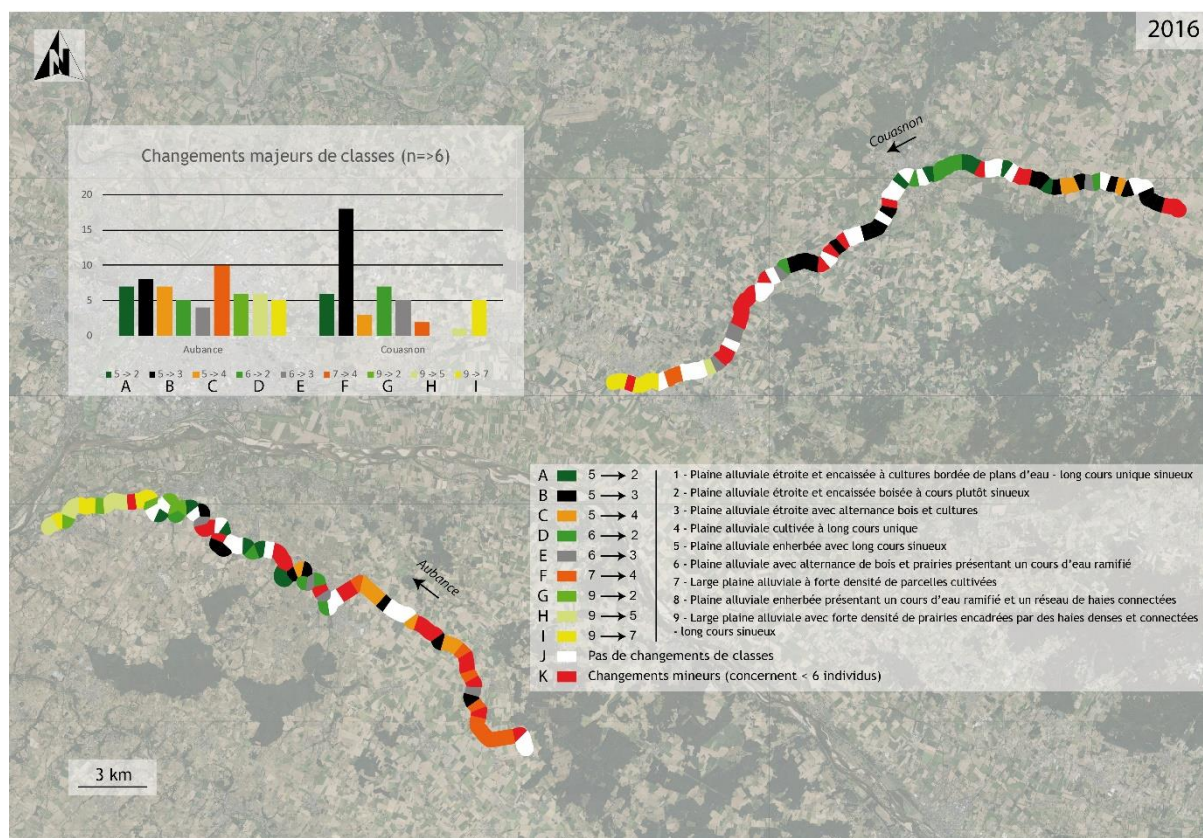 2016
N
Couasnon
Changements majeurs de classes (n=>6)
20
15
10
5
0
Aubance Couasnon
5 -> 2 5 -> 3 5 -> 4 6 -> 2 6 -> 3 7 -> 4 9 -> 2 9 -> 5 9 -> 7
A B C D E F G H I
Aubance
A 5 → 2
B 5 → 3
C 5 → 4
D 6 → 2
E 6 → 3
F 7 → 4
G 9 → 2
H 9 → 5
I 9 → 7
J Pas de changements de classes
K Changements mineurs (concernent < 6 individus)
1 - Plaine alluviale étroite et encaissée à cultures bordée de plans d'eau - long cours unique sinueux
2 - Plaine alluviale étroite et encaissée boisée à cours plutôt sinueux
3 - Plaine alluviale étroite avec alternance bois et cultures
4 - Plaine alluviale cultivée à long cours unique
5 - Plaine alluviale enherbée avec long cours sinueux
6 - Plaine alluviale avec alternance de bois et prairies présentant un cours d'eau ramifié
7 - Large plaine alluviale à forte densité de parcelles cultivées
8 - Plaine alluviale enherbée présentant un cours d'eau ramifié et un réseau de haies connectées
9 - Large plaine alluviale avec forte densité de prairies encadrées par des haies denses et connectées
- long cours sinueux
3 km